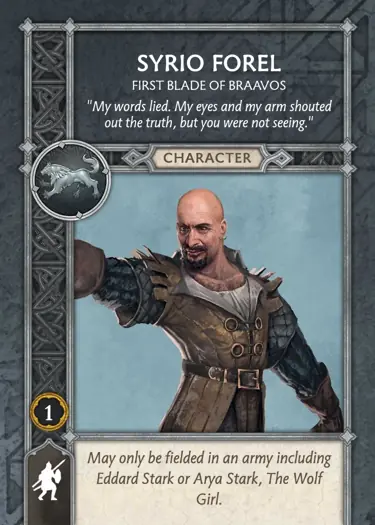 SYRIO FOREL
FIRST BLADE OF BRAAVOS
"My words lied. My eyes and my arm shouted
out the truth, but you were not seeing."
CHARACTER
1
May only be fielded in an army including
Eddard Stark or Arya Stark, The Wolf
Girl.